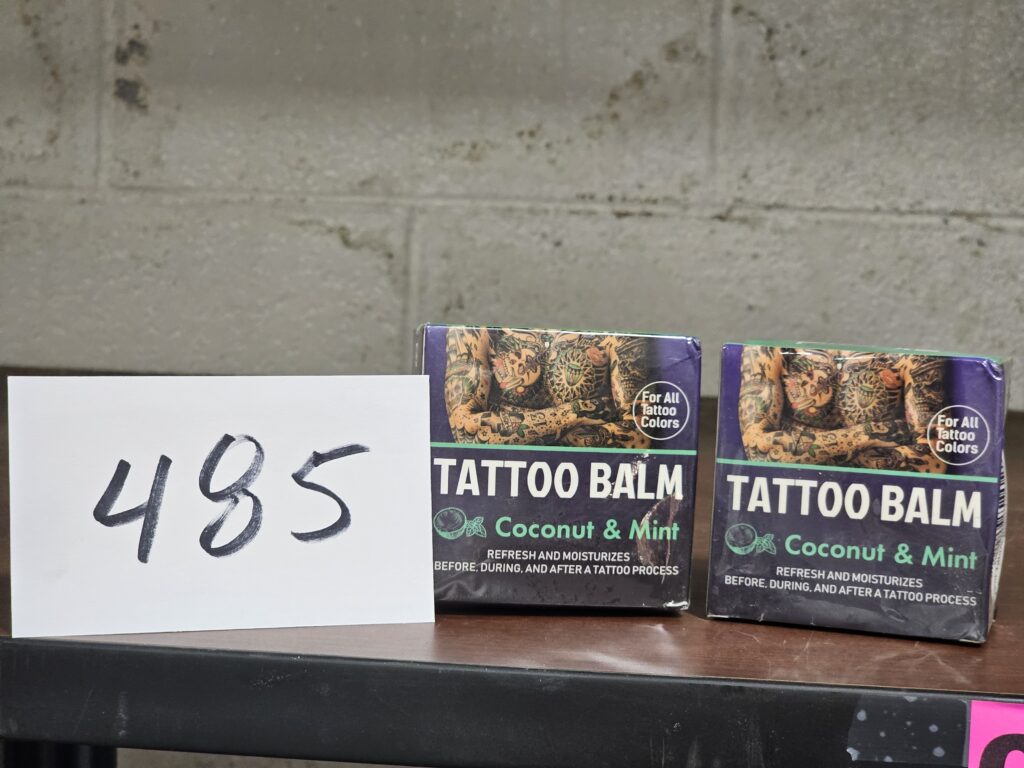 485
For All
Tattoo
Colors
TATTOO BALM
Coconut & Mint
REFRESH AND MOISTURIZES
BEFORE, DURING, AND AFTER A TATTOO PROCESS
For All
Tattoo
Colors
TATTOO BALM
Coconut & Mint
REFRESH AND MOISTURIZES
BEFORE, DURING, AND AFTER A TATTOO PROCESS